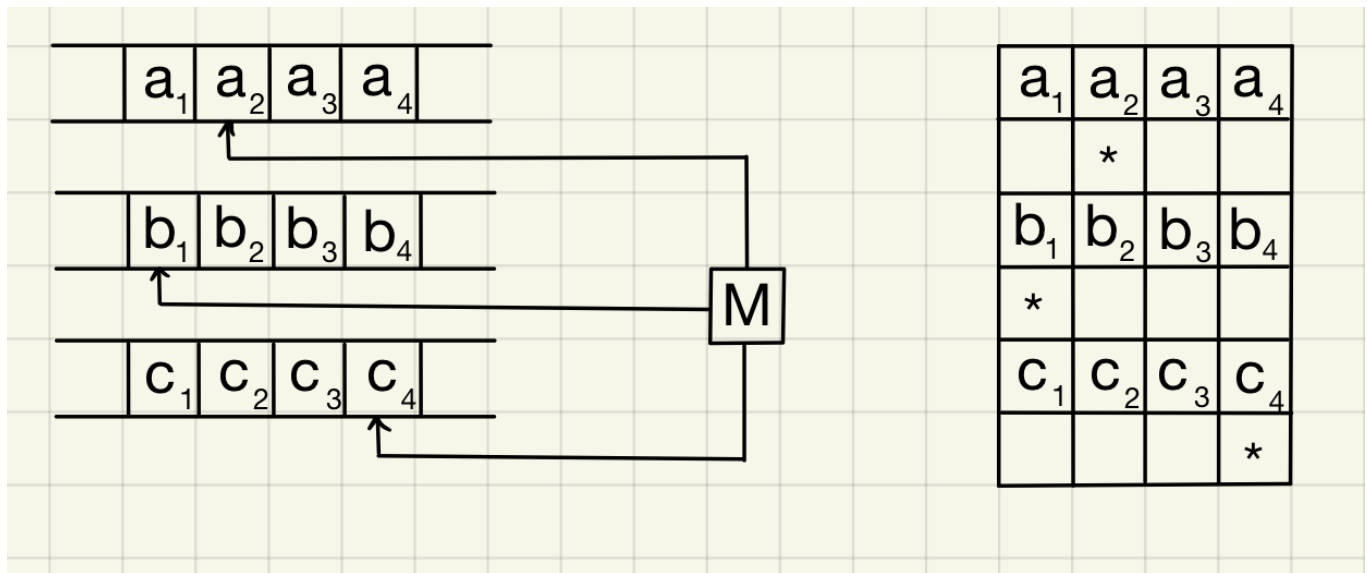 a₁ a₂ a₃ a₄
b₁ b₂ b₃ b₄
M
c₁ c₂ c₃ c₄
a₁ a₂ a₃ a₄
*
b₁ b₂ b₃ b₄
*
c₁ c₂ c₃ c₄
*